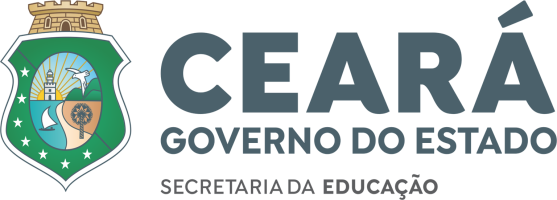 CEARÁ
GOVERNO DO ESTADO
SECRETARIA DA EDUCAÇÃO